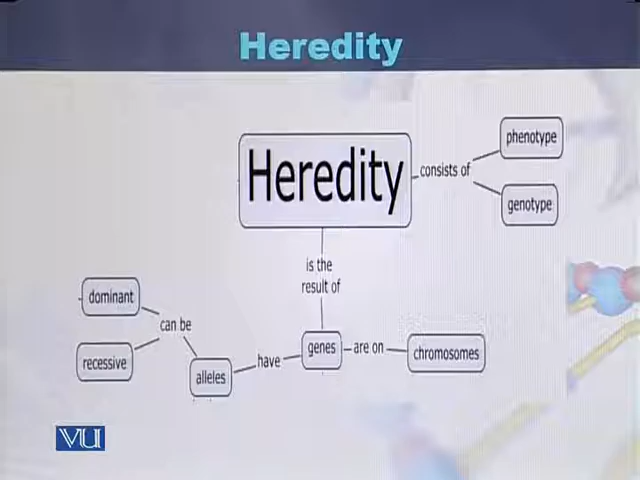 Heredity
Heredity
consists of
phenotype
genotype
is the
result of
dominant
can be
recessive
alleles
have
genes
are on
chromosomes
VU